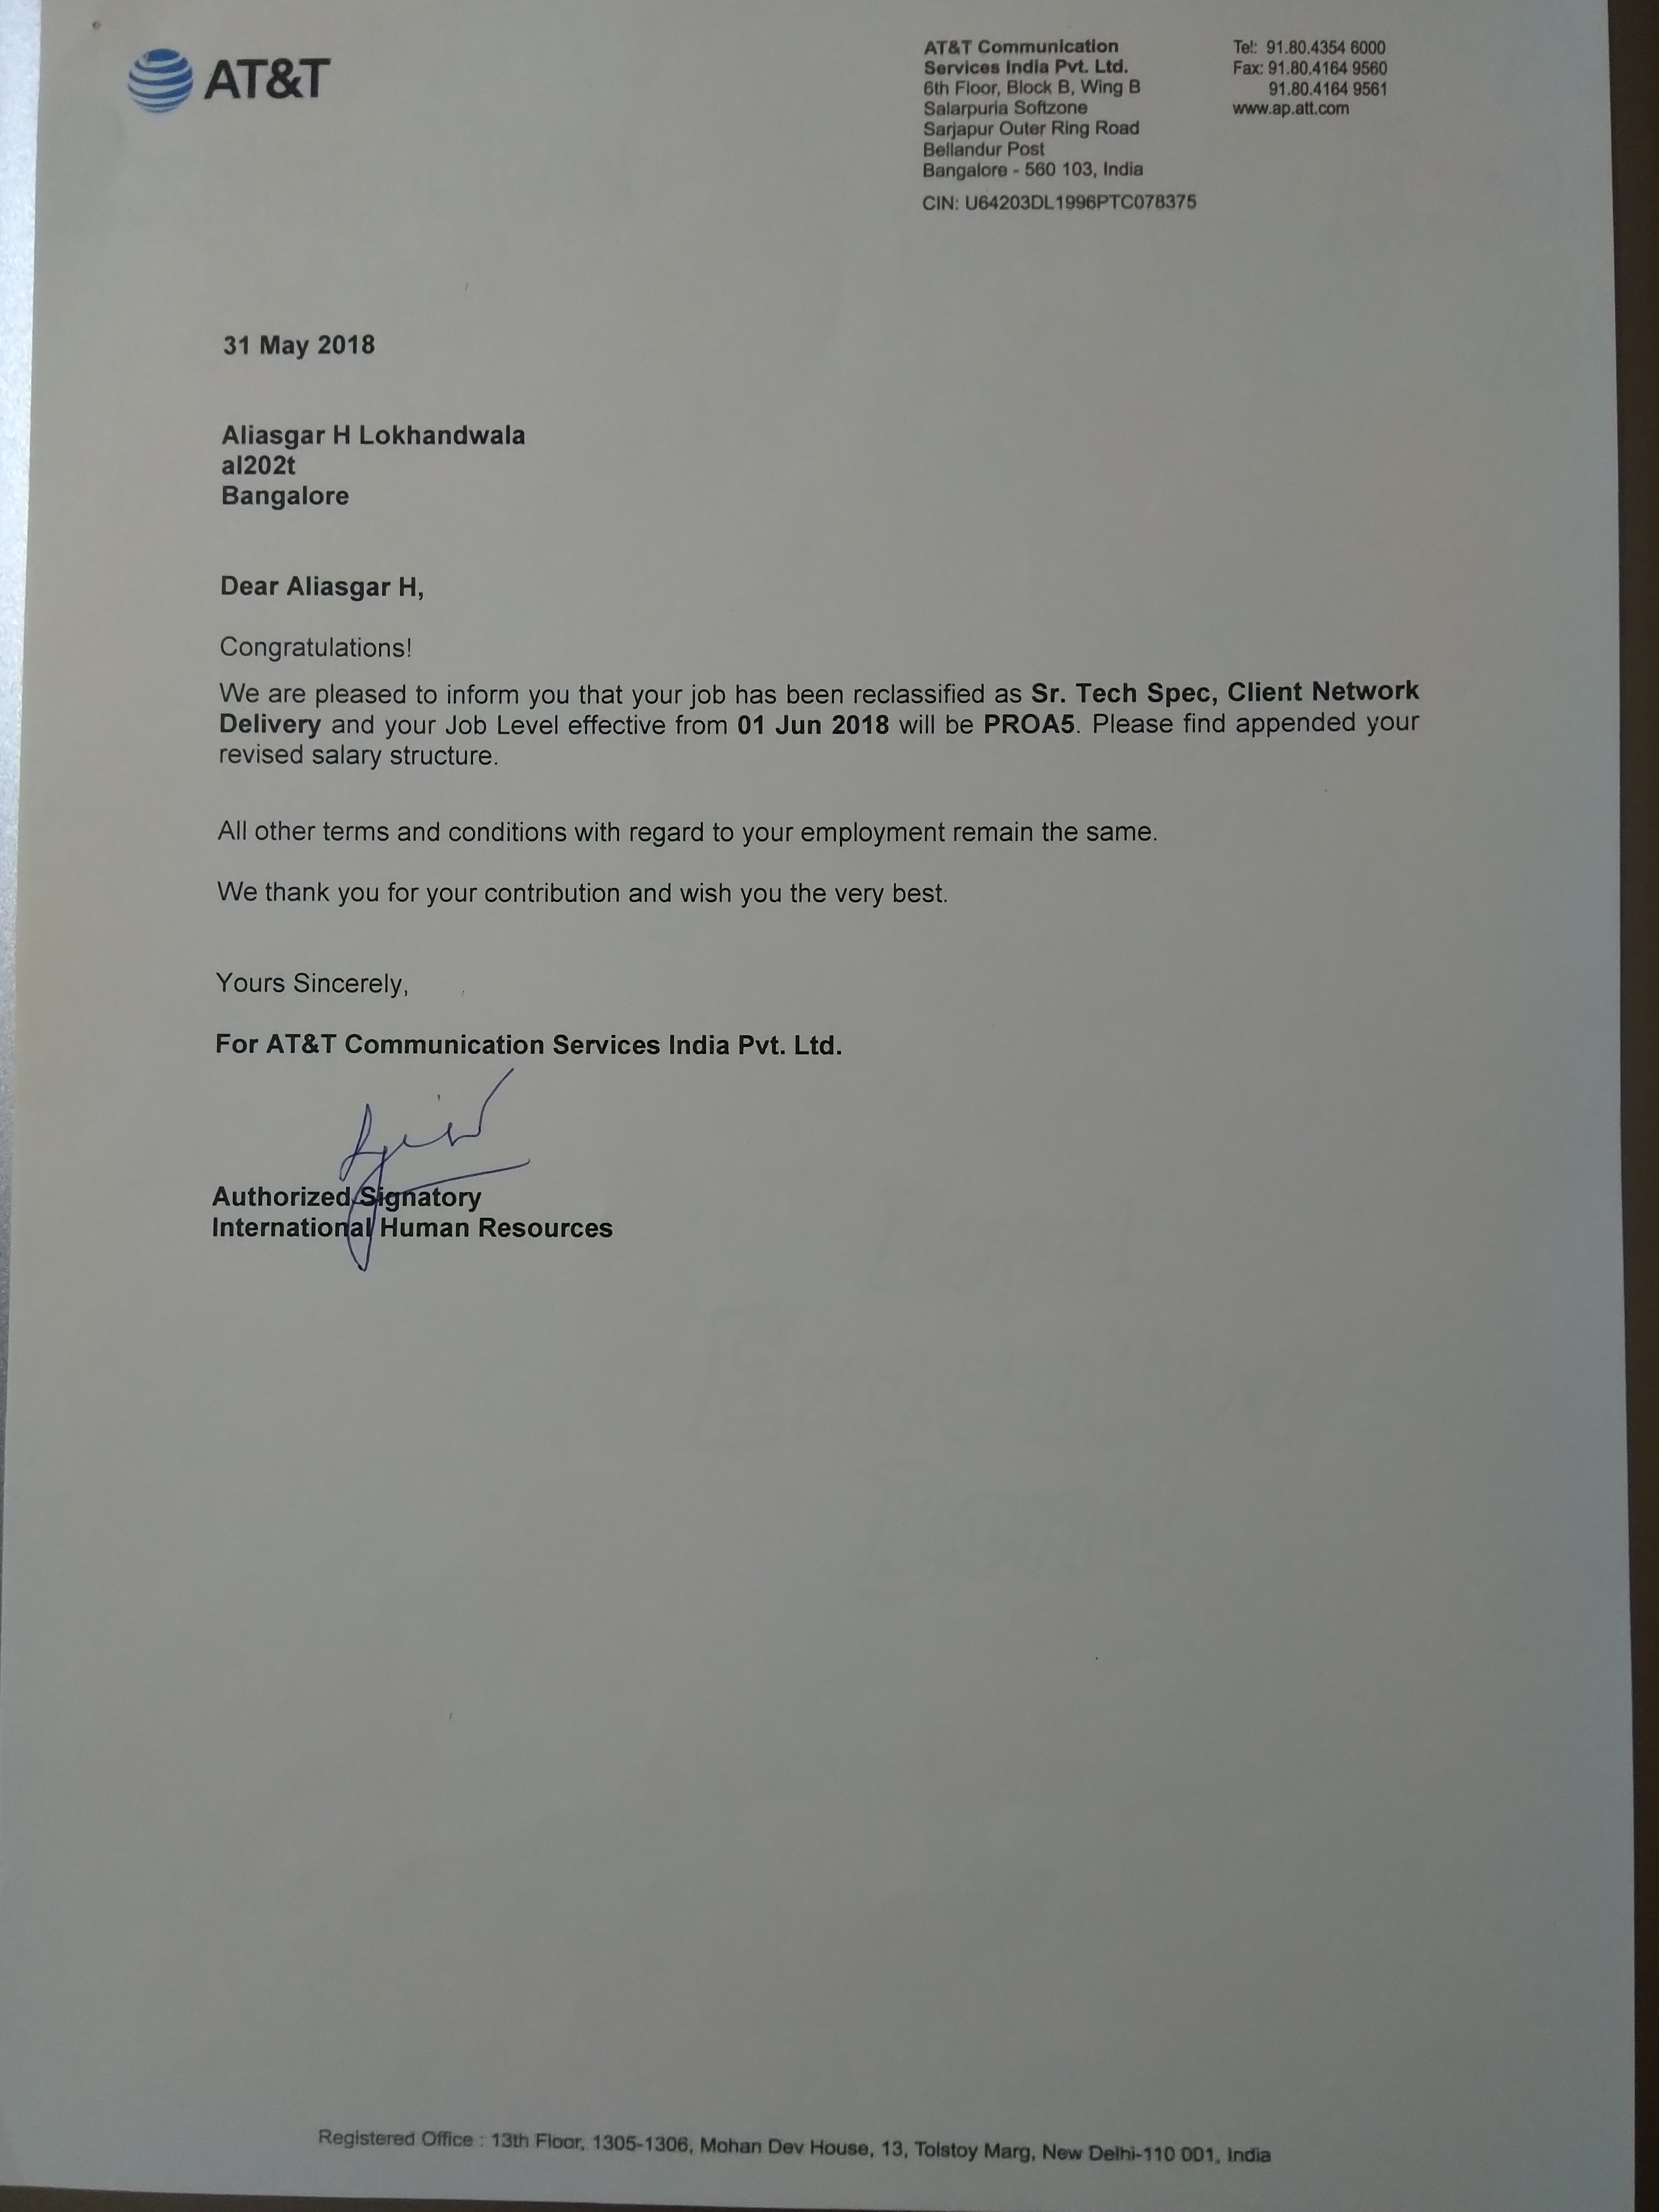 AT&T
AT&T Communication
Services India Pvt. Ltd.
6th Floor, Block B, Wing B
Salarpuria Softzone
Sarjapur Outer Ring Road
Bellandur Post
Bangalore - 560 103, India
CIN: U64203DL1996PTC078375
Tel: 91.80.4354 6000
Fax: 91.80.4164 9560
91.80.4164 9561
www.ap.att.com
31 May 2018
Aliasgar H Lokhandwala
al202t
Bangalore
Dear Aliasgar H,
Congratulations!
We are pleased to inform you that your job has been reclassified as Sr. Tech Spec, Client Network
Delivery and your Job Level effective from 01 Jun 2018 will be PROA5. Please find appended your
revised salary structure.
All other terms and conditions with regard to your employment remain the same.
We thank you for your contribution and wish you the very best.
Yours Sincerely,
For AT&T Communication Services India Pvt. Ltd.
Authorized Signatory
International Human Resources
Registered Office : 13th Floor, 1305-1306, Mohan Dev House, 13, Tolstoy Marg, New Delhi-110 001, India